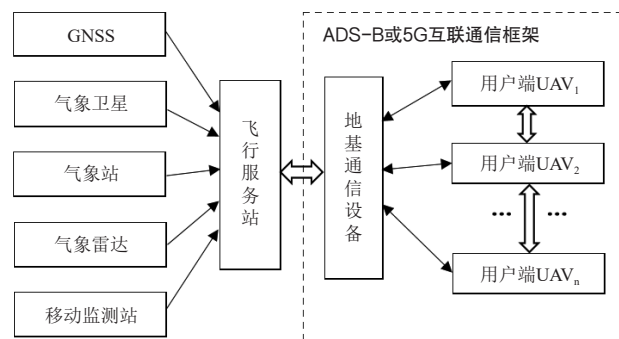 GNSS
气象卫星
气象站
气象雷达
移动监测站
飞行服务站
ADS-B或5G互联通信框架
地基通信设备
用户端UAV₁
用户端UAV₂
... ...
用户端UAVₙ